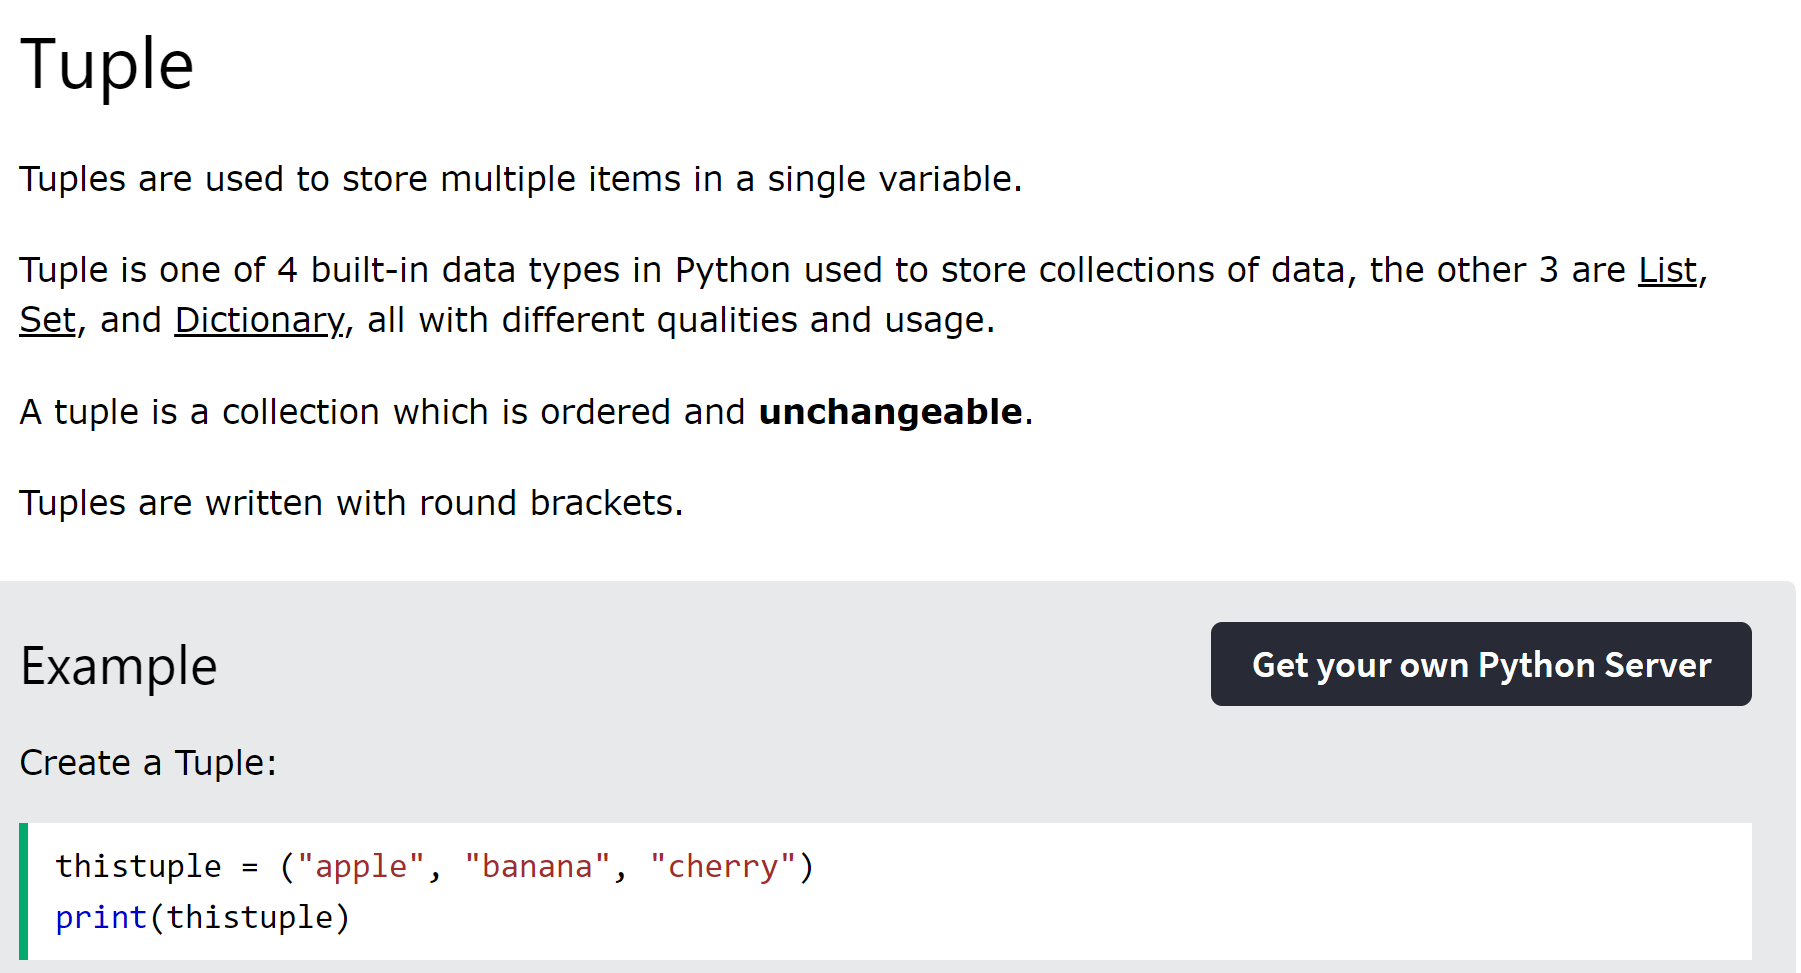 Tuple
Tuples are used to store multiple items in a single variable.
Tuple is one of 4 built-in data types in Python used to store collections of data, the other 3 are List,
Set, and Dictionary, all with different qualities and usage.
A tuple is a collection which is ordered and unchangeable.
Tuples are written with round brackets.
Example
Get your own Python Server
Create a Tuple:
thistuple = ("apple", "banana", "cherry")
print(thistuple)